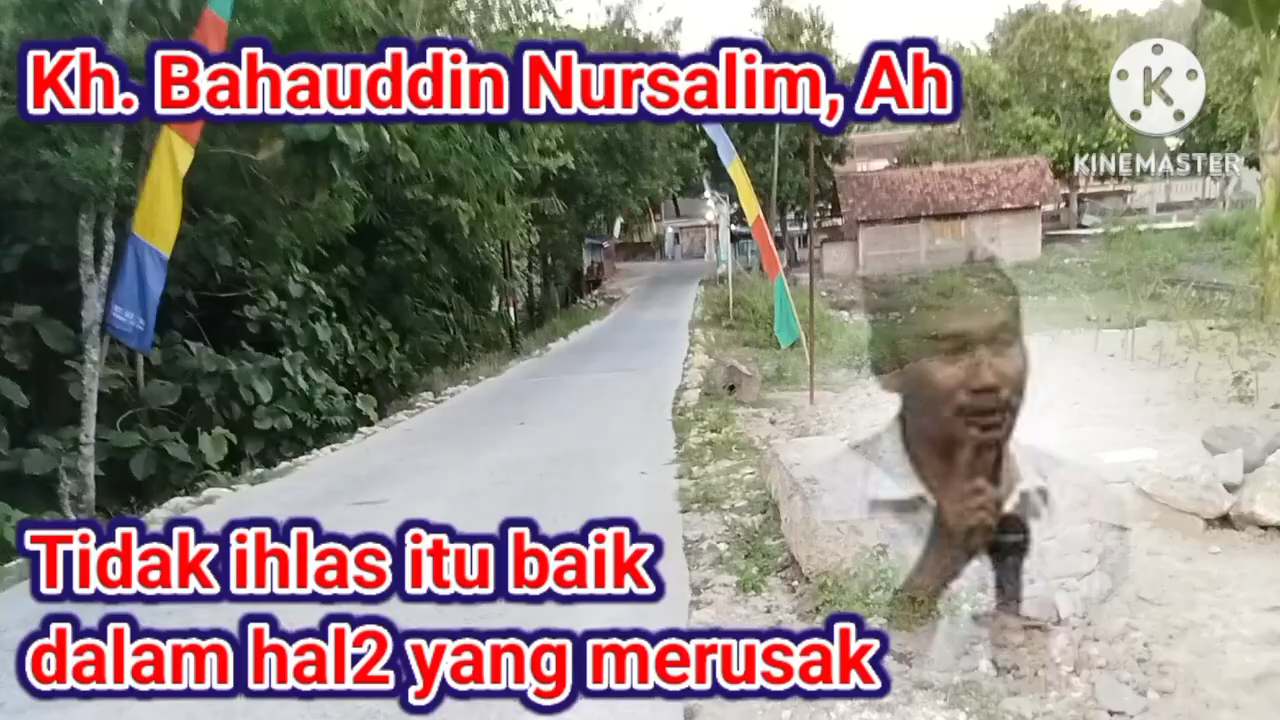 Kh. Bahauddin Nursalim, Ah
KINEMASTER
Tidak ihlas itu baik
dalam hal2 yang merusak